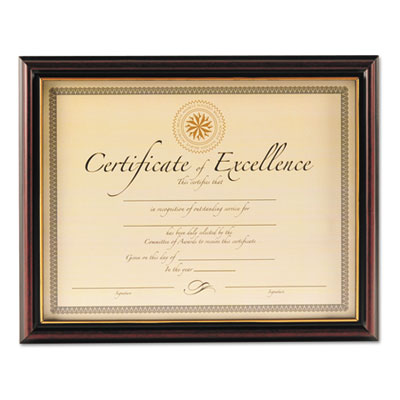 Certificate of Excellence
This certifies that
in recognition of outstanding service for
has been duly selected by the
Committee of Awards to receive this certificate
Given on this day of
In the year
Signature
Signature